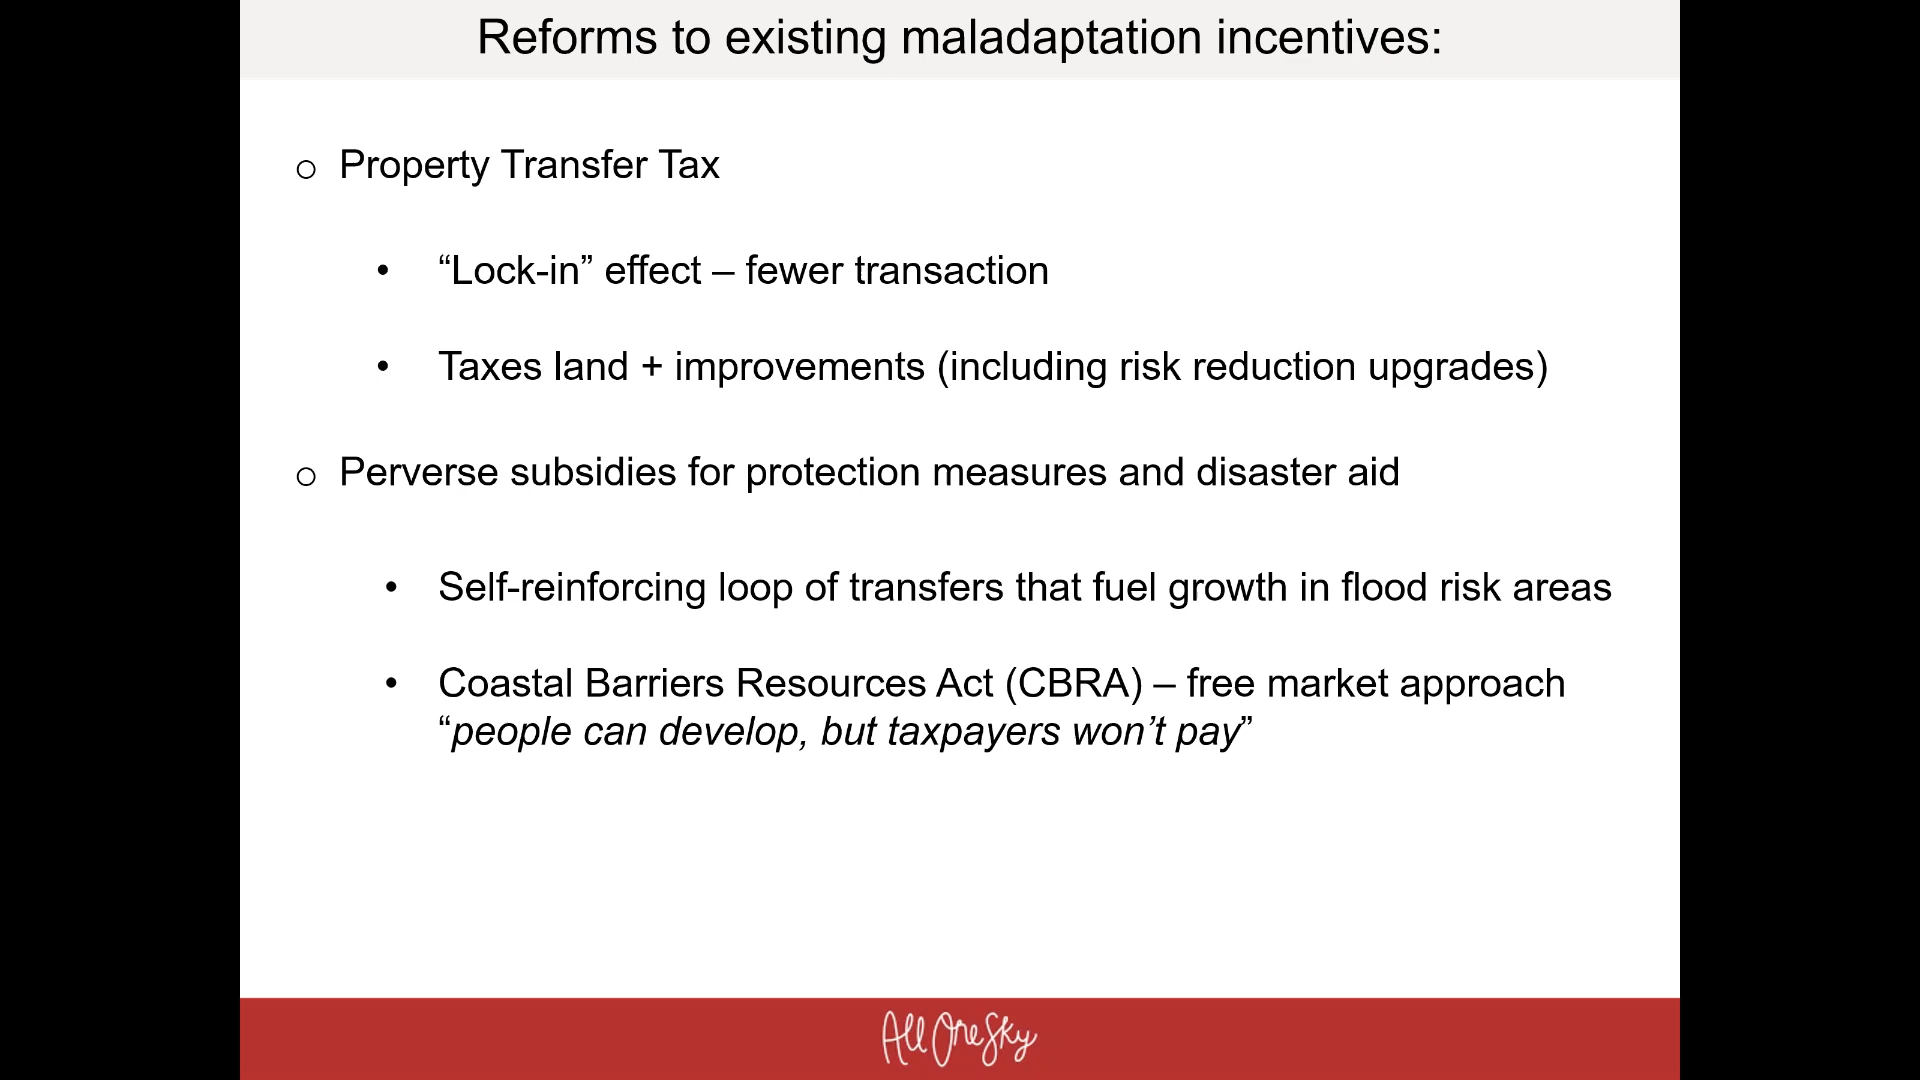 Reforms to existing maladaptation incentives:
o Property Transfer Tax
• “Lock-in” effect – fewer transaction
• Taxes land + improvements (including risk reduction upgrades)
o Perverse subsidies for protection measures and disaster aid
• Self-reinforcing loop of transfers that fuel growth in flood risk areas
• Coastal Barriers Resources Act (CBRA) – free market approach
“people can develop, but taxpayers won’t pay”
All One Sky